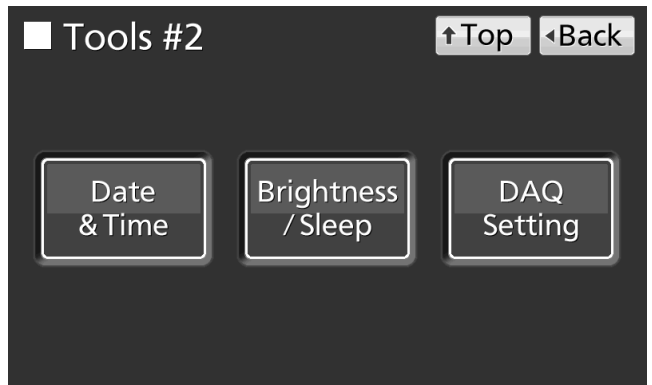 Tools #2
↑Top
◂Back
Date
& Time
Brightness
/ Sleep
DAQ
Setting